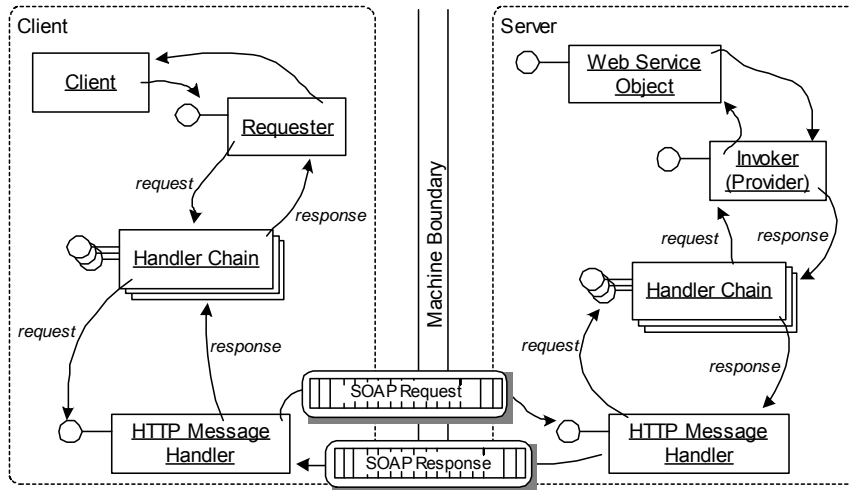 Client
Client
Requester
request
response
Handler Chain
request
response
HTTP Message
Handler
Machine Boundary
SOAP Request
SOAP Response
Server
Web Service
Object
Invoker
(Provider)
request
response
Handler Chain
request
response
HTTP Message
Handler